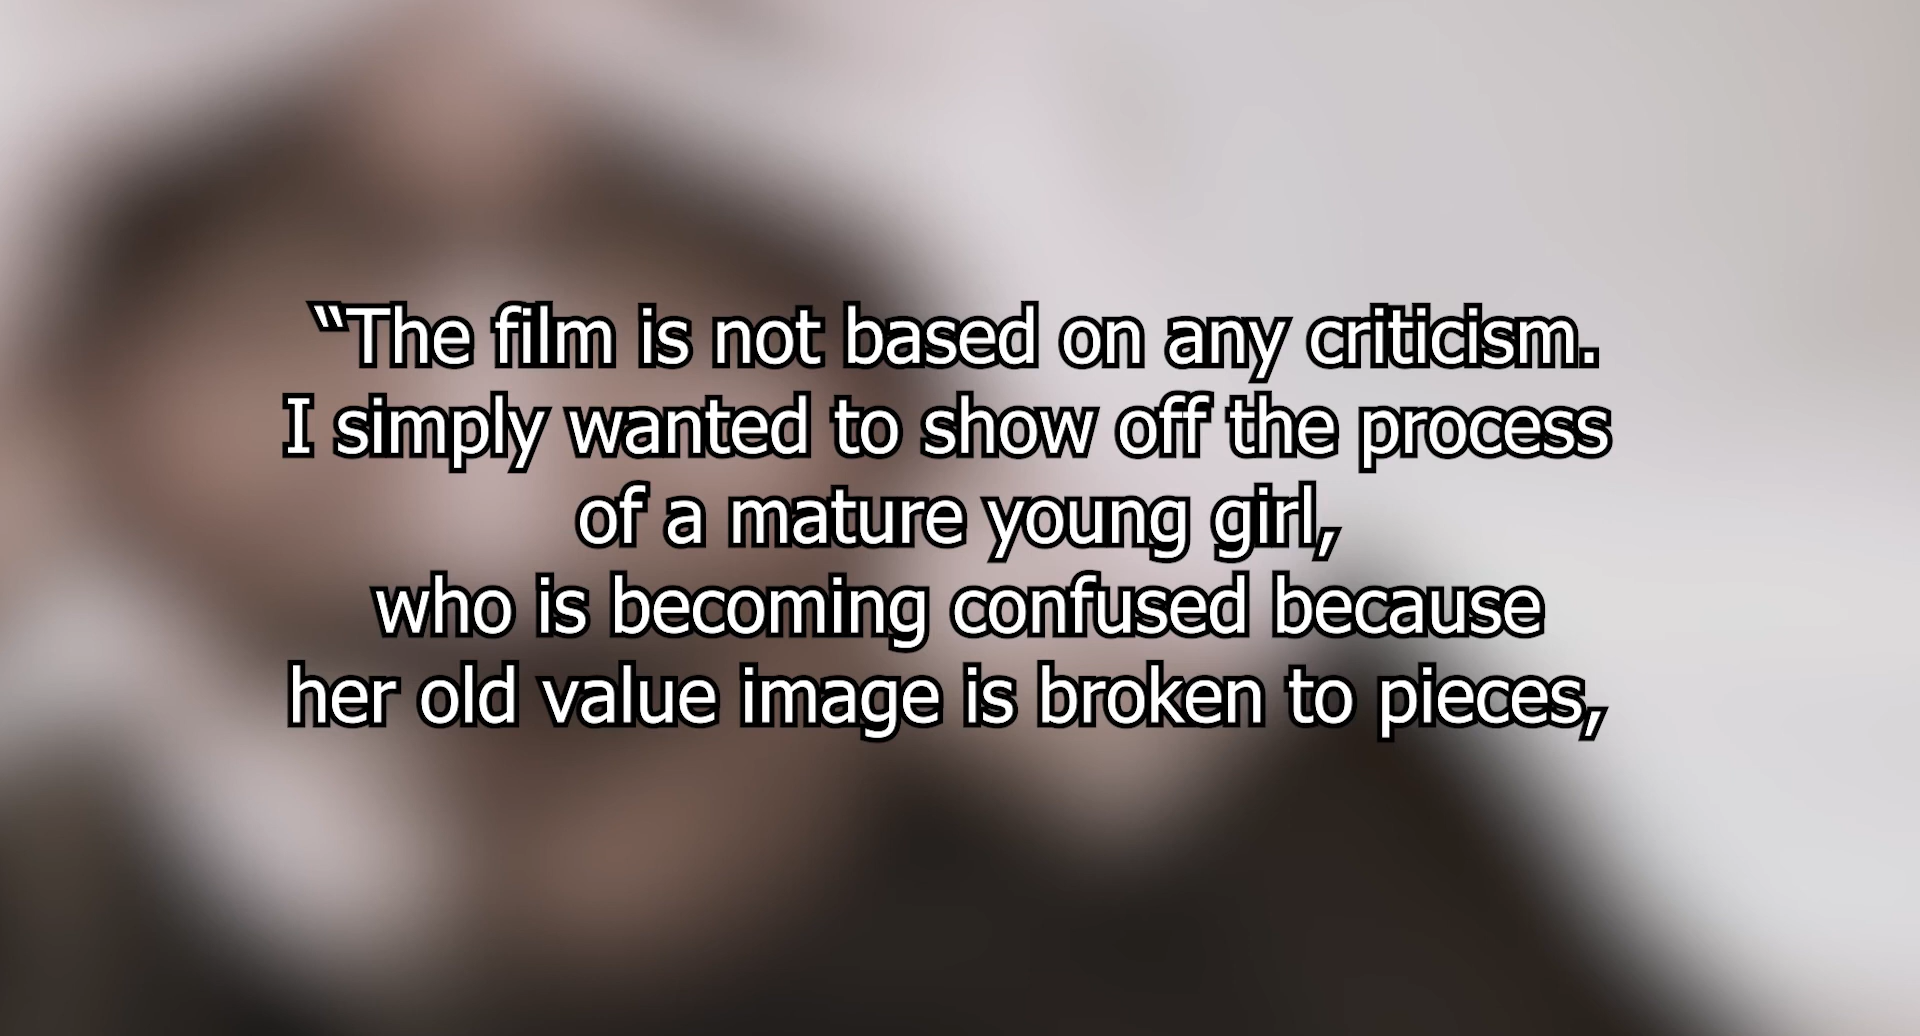 “The film is not based on any criticism.
I simply wanted to show off the process
of a mature young girl,
who is becoming confused because
her old value image is broken to pieces,